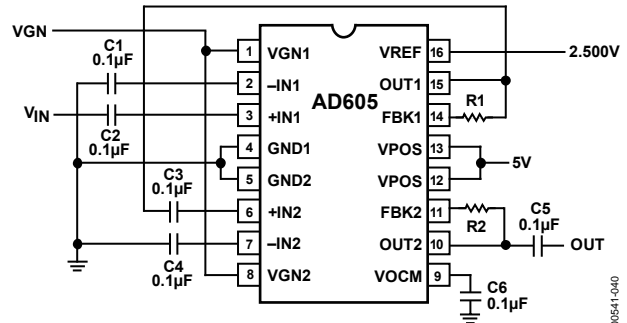 VGN
C1
0.1µF
VIN
C2
0.1µF
C3
0.1µF
C4
0.1µF
AD605
1 VGN1
2 –IN1
3 +IN1
4 GND1
5 GND2
6 +IN2
7 –IN2
8 VGN2
VREF 16
OUT1 15
FBK1 14
VPOS 13
VPOS 12
FBK2 11
OUT2 10
VOCM 9
2.500V
R1
5V
R2
C5
0.1µF
OUT
C6
0.1µF
00541-040